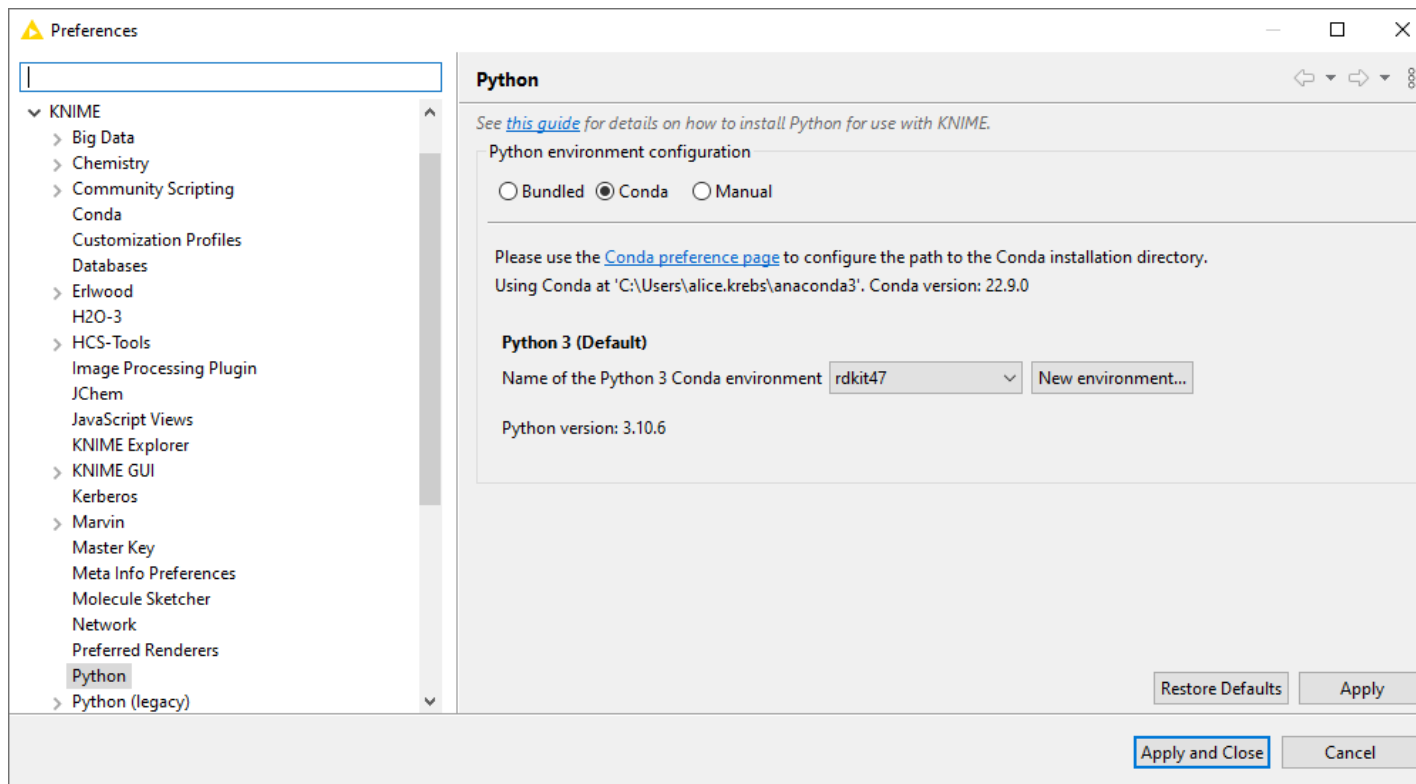 Preferences
KNIME
Big Data
Chemistry
Community Scripting
Conda
Customization Profiles
Databases
Erlwood
H2O-3
HCS-Tools
Image Processing Plugin
JChem
JavaScript Views
KNIME Explorer
KNIME GUI
Kerberos
Marvin
Master Key
Meta Info Preferences
Molecule Sketcher
Network
Preferred Renderers
Python
Python (legacy)
Python
See this guide for details on how to install Python for use with KNIME.
Python environment configuration
Bundled Conda Manual
Please use the Conda preference page to configure the path to the Conda installation directory.
Using Conda at 'C:\Users\alice.krebs\anaconda3'. Conda version: 22.9.0
Python 3 (Default)
Name of the Python 3 Conda environment rdkit47 New environment...
Python version: 3.10.6
Restore Defaults Apply
Apply and Close Cancel